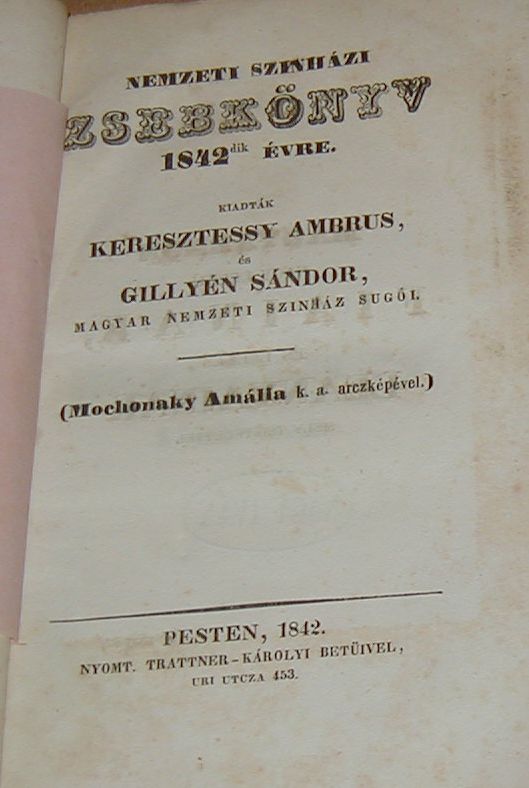 NEMZETI SZINHÁZI
ZSEBKÖNYV
1842dik ÉVRE.
KIADTÁK
KERESZTESSY AMBRUS,
és
GILLYÉN SÁNDOR,
MAGYAR NEMZETI SZINHÁZ SUGÓI.
(Mochonaky Amália k. a. arczképével.)
PESTEN, 1842.
NYOMT. TRATTNER-KÁROLYI BETÜIVEL,
URI UTCZA 453.